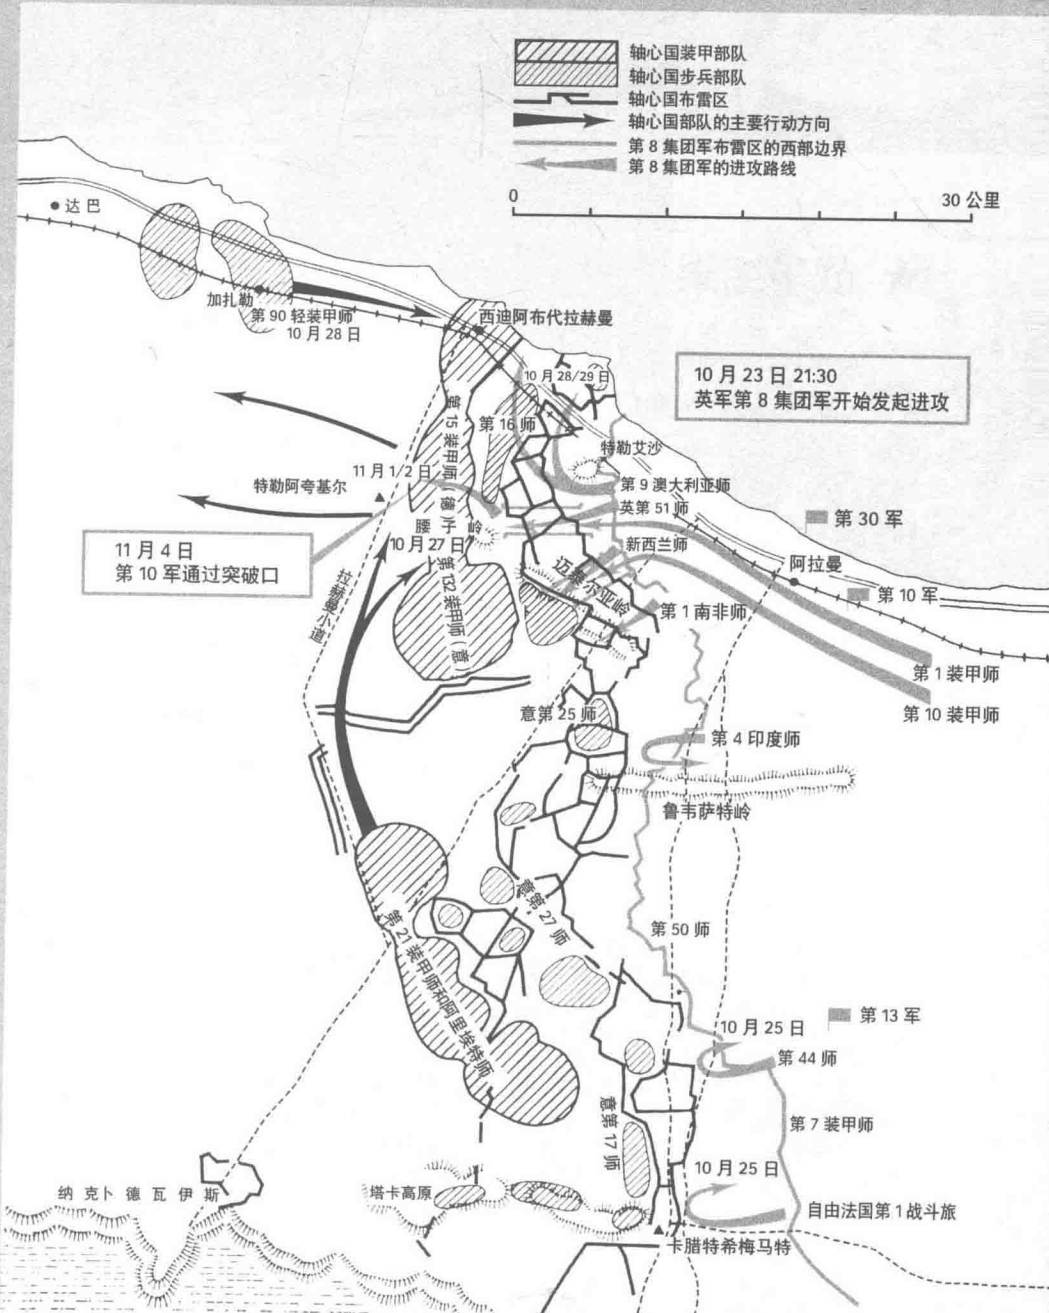 轴心国装甲部队
轴心国步兵部队
轴心国布雷区
轴心国部队的主要行动方向
第8集团军布雷区的西部边界
第8集团军的进攻路线
0
30公里
达巴
加扎勒
第90轻装甲师
10月28日
西迪阿布代拉赫曼
10月28/29日
10月23日21:30
英军第8集团军开始发起进攻
第15装甲师(德)
第16师
特勒艾沙
11月1/2日
特勒阿夸基尔
第9澳大利亚师
英第51师
第30军
腰子岭
10月27日
新西兰师
11月4日
第10军通过突破口
阿拉曼
第10军
拉赫曼小道
第132装甲师(意)
迈泰尔亚岭
第1南非师
第1装甲师
第10装甲师
意第25师
第4印度师
鲁韦萨特岭
意第27师
第50师
第21装甲师和阿里埃特师
10月25日
第13军
第44师
意第17师
第7装甲师
10月25日
纳克卜德瓦伊斯
塔卡高原
自由法国第1战斗旅
卡腊特希梅马特